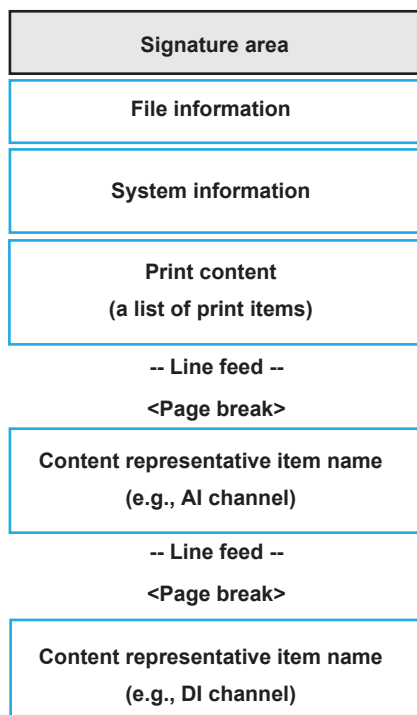 Signature area
File information
System information
Print content
(a list of print items)
-- Line feed --
<Page break>
Content representative item name
(e.g., AI channel)
-- Line feed --
<Page break>
Content representative item name
(e.g., DI channel)